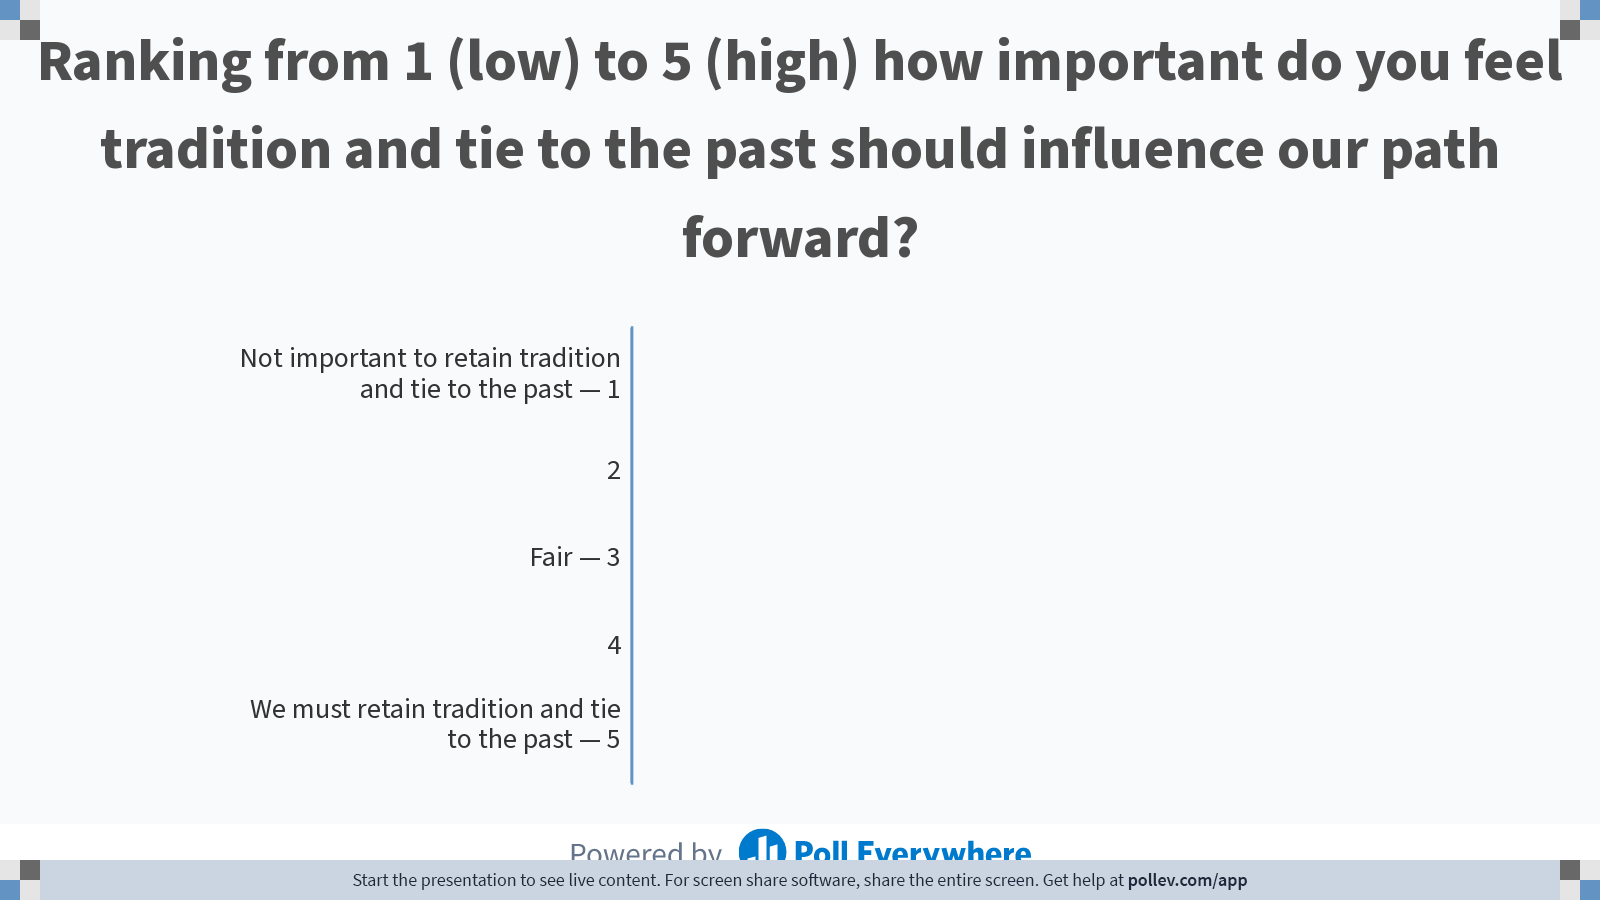 Ranking from 1 (low) to 5 (high) how important do you feel
tradition and tie to the past should influence our path
forward?
Not important to retain tradition
and tie to the past — 1
2
Fair — 3
4
We must retain tradition and tie
to the past — 5
Powered by Poll Everywhere
Start the presentation to see live content. For screen share software, share the entire screen. Get help at pollev.com/app